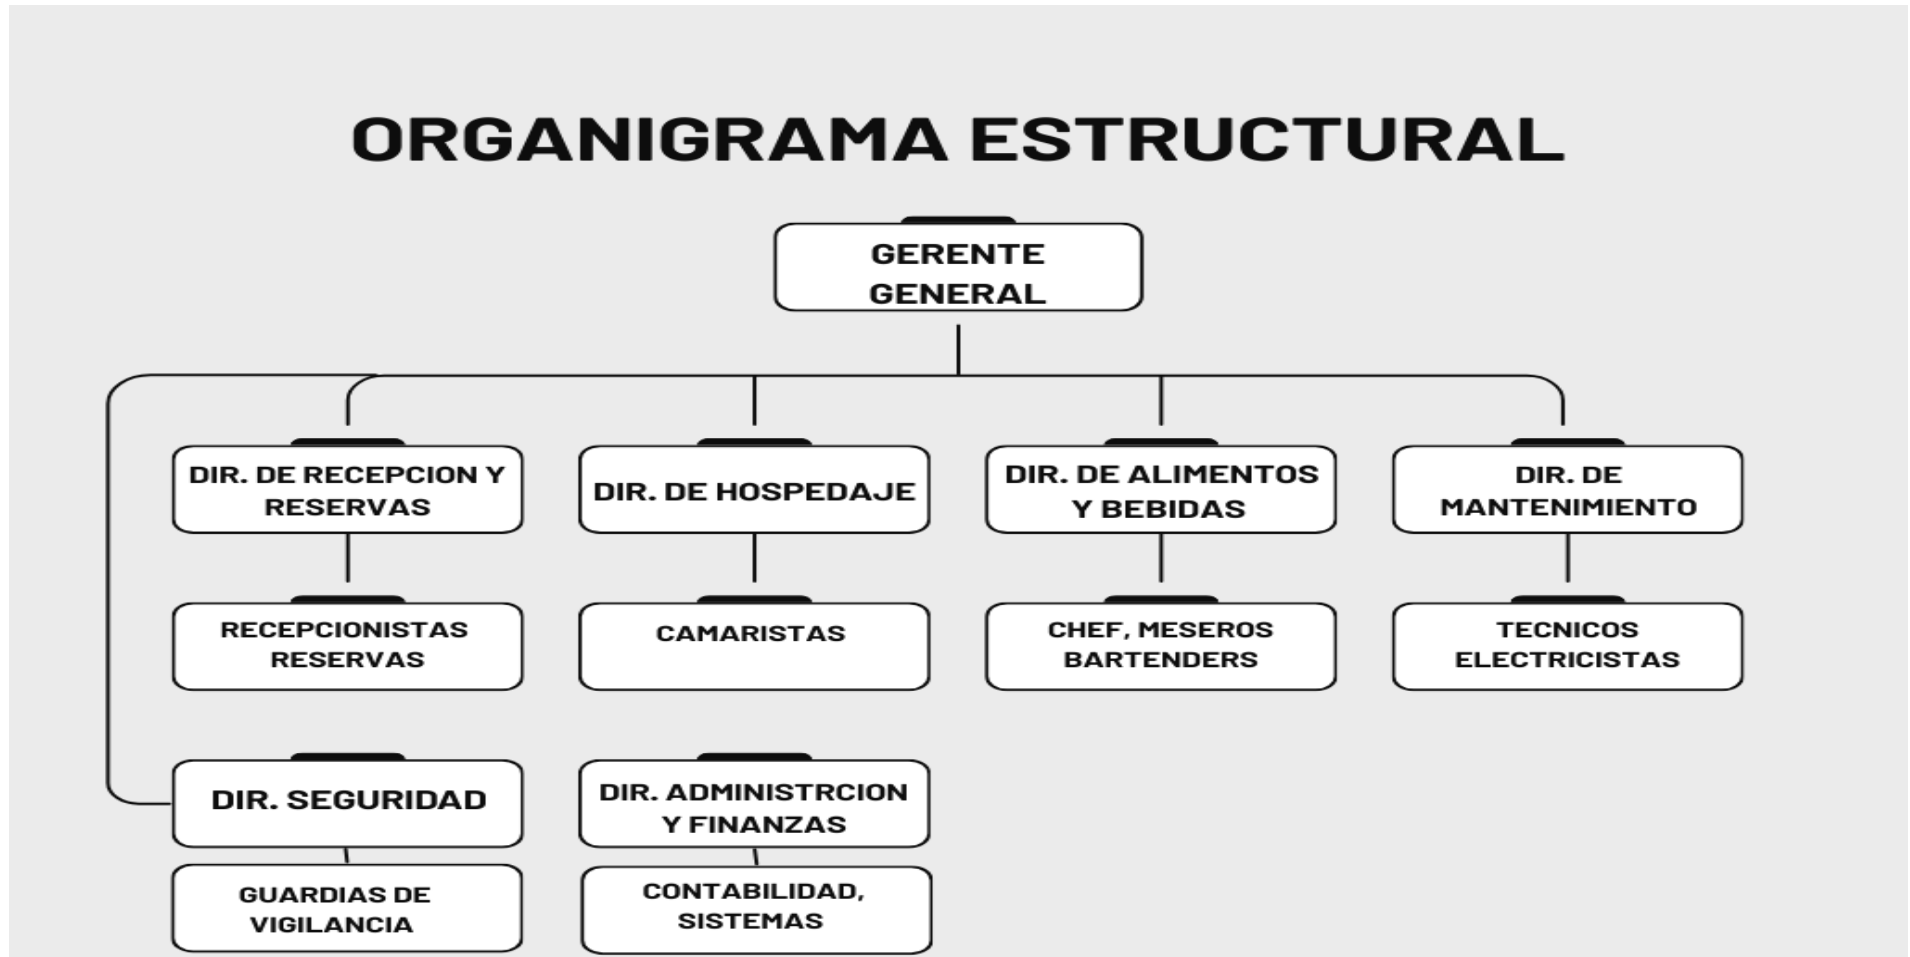 ORGANIGRAMA ESTRUCTURAL
GERENTE
GENERAL
DIR. DE RECEPCION Y
RESERVAS
DIR. DE HOSPEDAJE
DIR. DE ALIMENTOS
Y BEBIDAS
DIR. DE
MANTENIMIENTO
RECEPCIONISTAS
RESERVAS
CAMARISTAS
CHEF, MESEROS
BARTENDERS
TECNICOS
ELECTRICISTAS
DIR. SEGURIDAD
DIR. ADMINISTRCION
Y FINANZAS
GUARDIAS DE
VIGILANCIA
CONTABILIDAD,
SISTEMAS